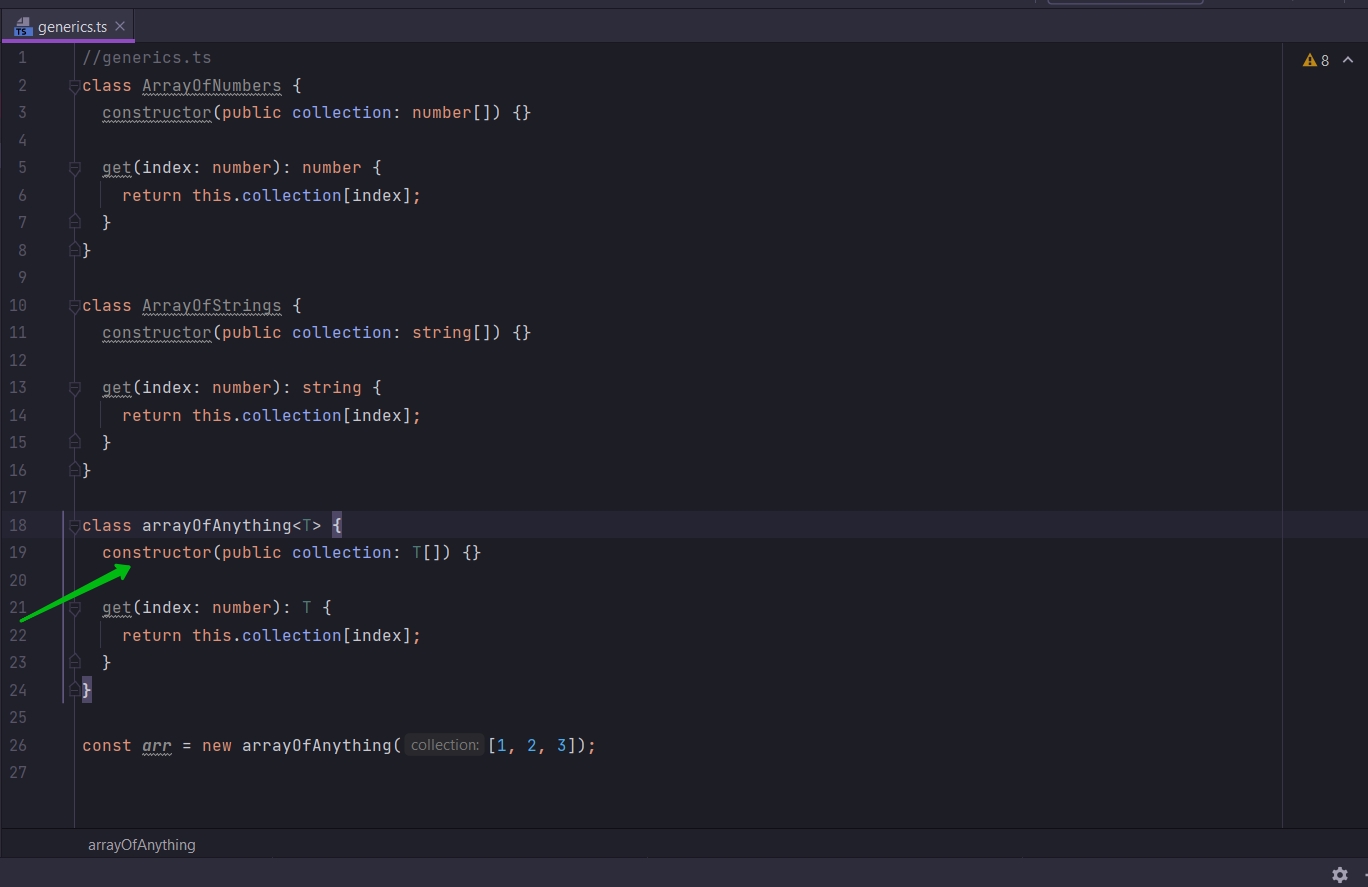 generics.ts
8
1 //generics.ts
2 class ArrayOfNumbers {
3 constructor(public collection: number[]) {}
4
5 get(index: number): number {
6 return this.collection[index];
7 }
8 }
9
10 class ArrayOfStrings {
11 constructor(public collection: string[]) {}
12
13 get(index: number): string {
14 return this.collection[index];
15 }
16 }
17
18 class arrayOfAnything<T> {
19 constructor(public collection: T[]) {}
20
21 get(index: number): T {
22 return this.collection[index];
23 }
24 }
25
26 const arr = new arrayOfAnything( collection: [1, 2, 3]);
27
arrayOfAnything